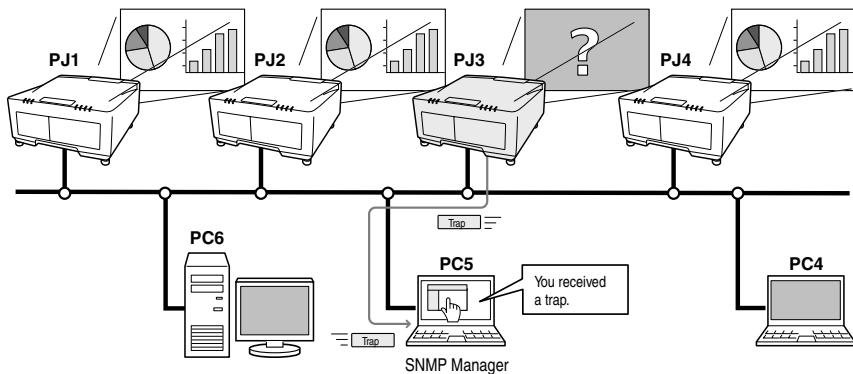 PJ1
PJ2
PJ3
PJ4
?
Trap
PC6
PC5
PC4
You received
a trap.
Trap
SNMP Manager